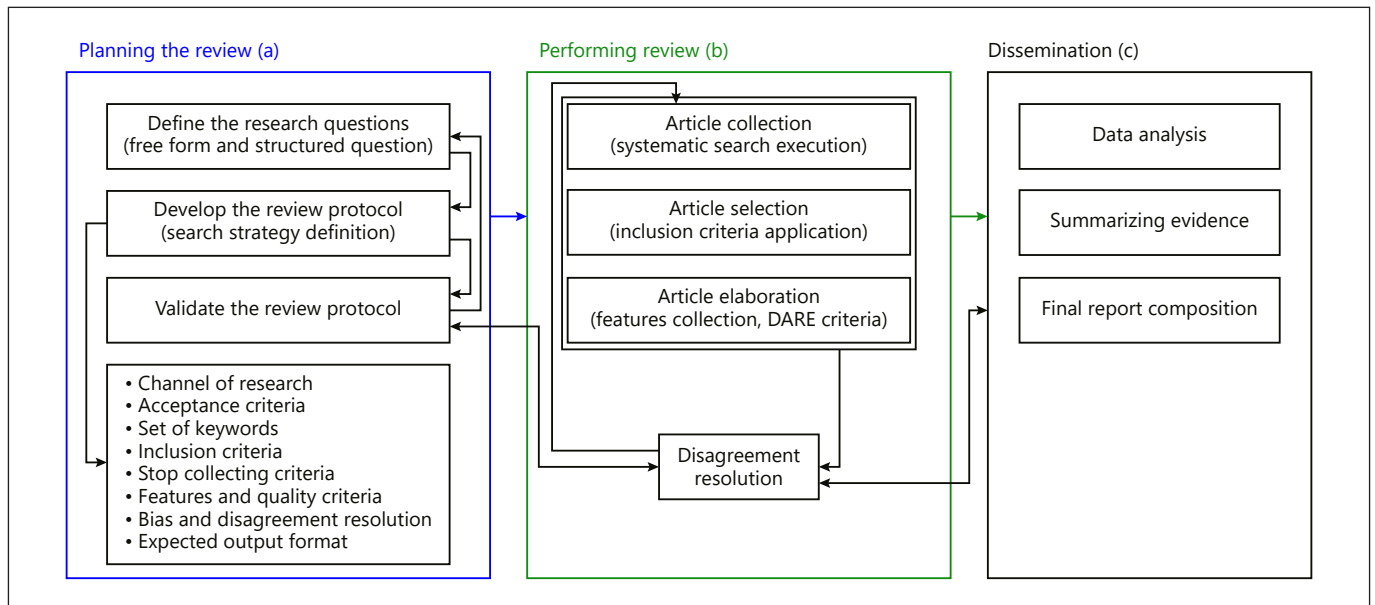 Planning the review (a)
Define the research questions
(free form and structured question)
Develop the review protocol
(search strategy definition)
Validate the review protocol
• Channel of research
• Acceptance criteria
• Set of keywords
• Inclusion criteria
• Stop collecting criteria
• Features and quality criteria
• Bias and disagreement resolution
• Expected output format
Performing review (b)
Article collection
(systematic search execution)
Article selection
(inclusion criteria application)
Article elaboration
(features collection, DARE criteria)
Disagreement
resolution
Dissemination (c)
Data analysis
Summarizing evidence
Final report composition